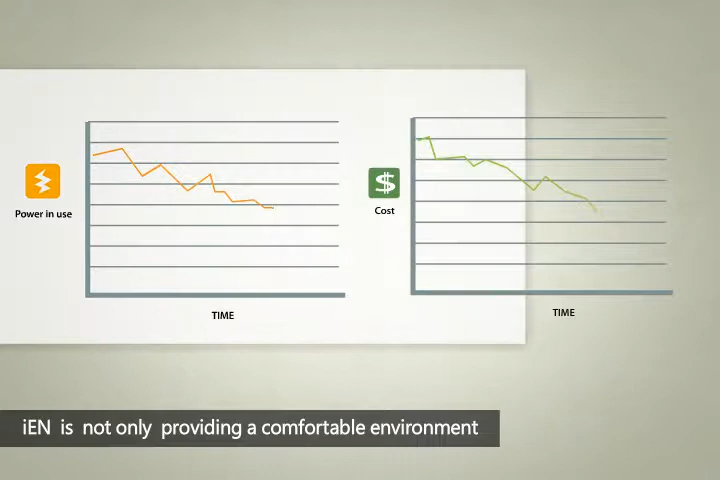 Power in use
TIME
$
Cost
TIME
iEN is not only providing a comfortable environment